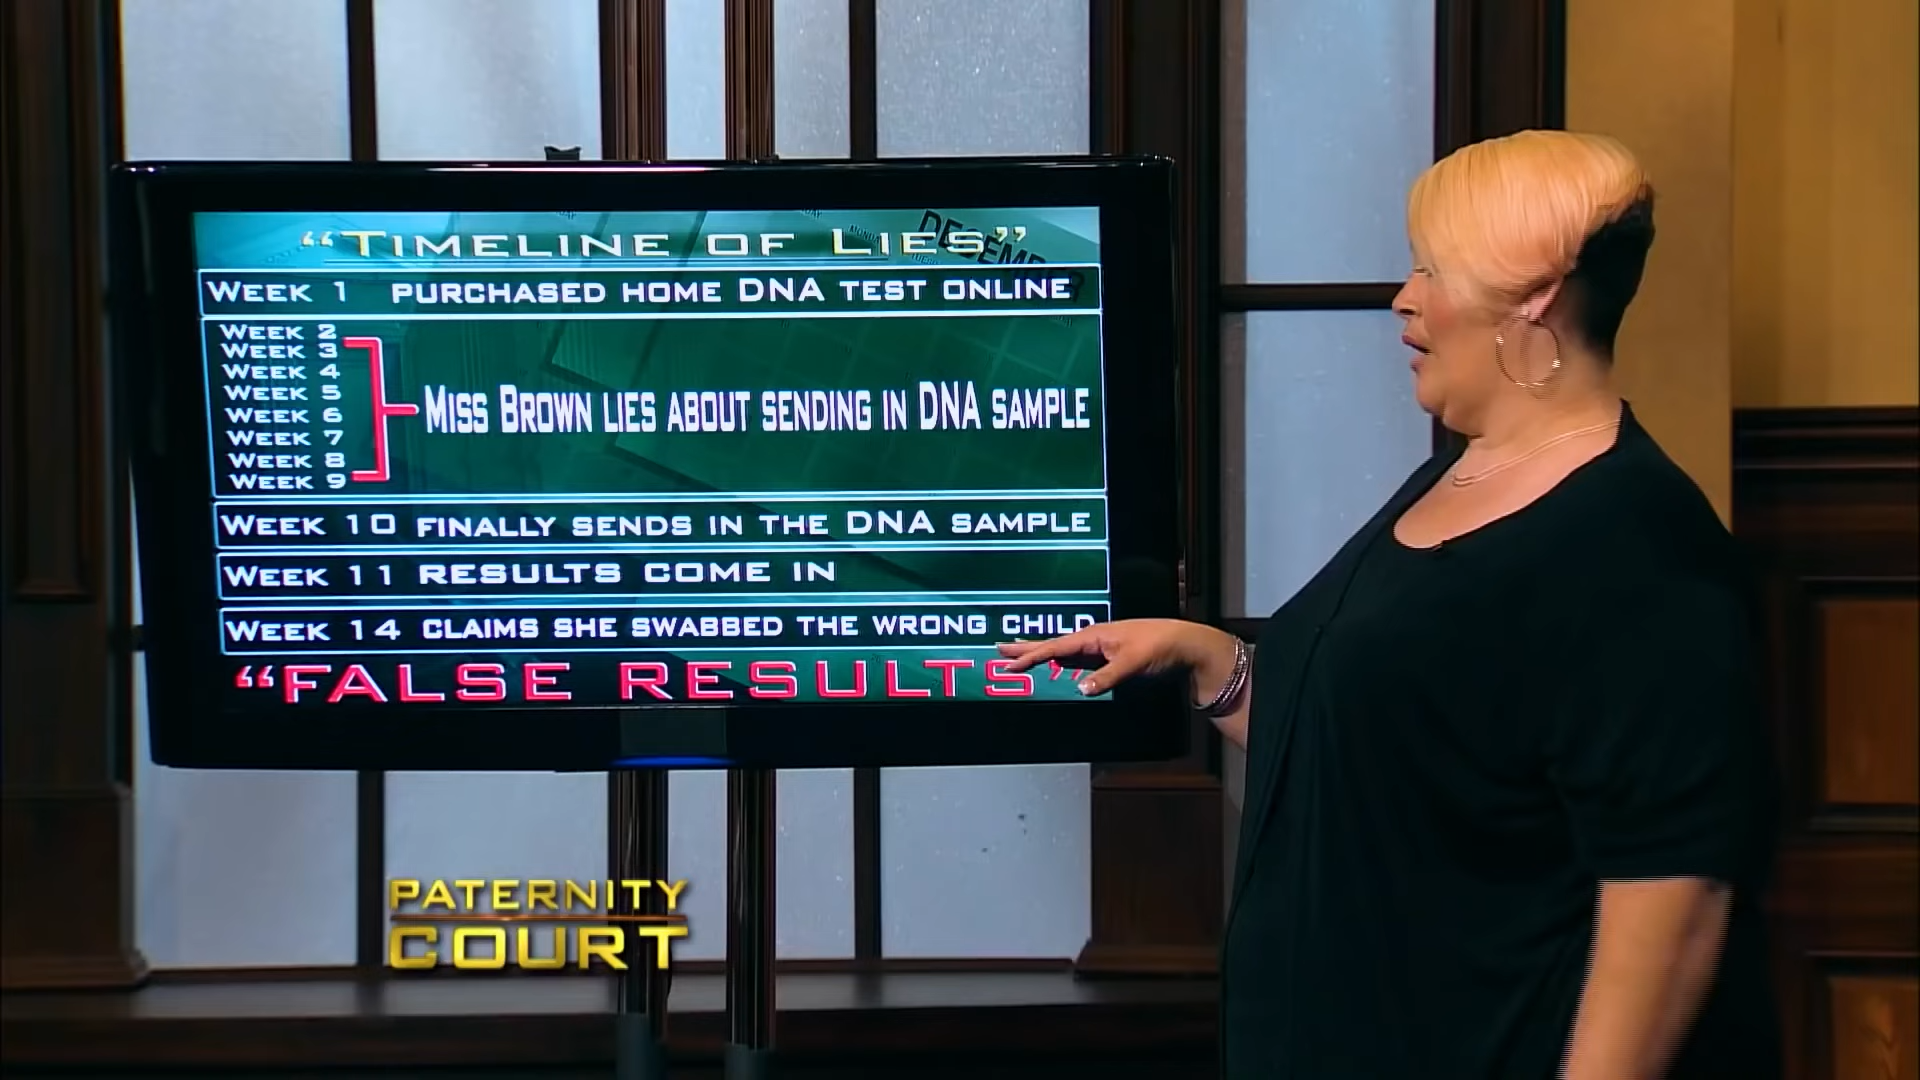 DECEMBER
“TIMELINE OF LIES”
WEEK 1 PURCHASED HOME DNA TEST ONLINE
WEEK 2
WEEK 3
WEEK 4
WEEK 5
WEEK 6
WEEK 7
WEEK 8
WEEK 9
MISS BROWN LIES ABOUT SENDING IN DNA SAMPLE
WEEK 10 FINALLY SENDS IN THE DNA SAMPLE
WEEK 11 RESULTS COME IN
WEEK 14 CLAIMS SHE SWABBED THE WRONG CHILD
“FALSE RESULTS”
PATERNITY
COURT